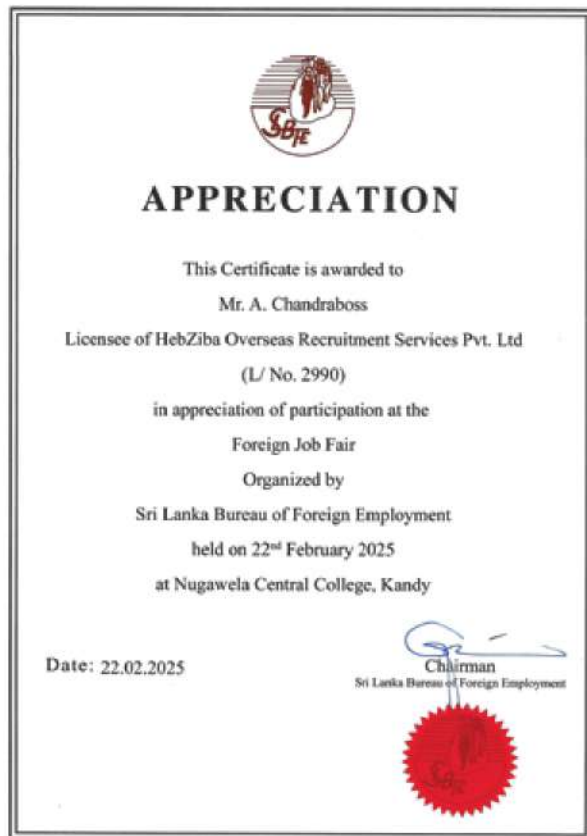 SLBFE
APPRECIATION
This Certificate is awarded to
Mr. A. Chandraboss
Licensee of HebZiba Overseas Recruitment Services Pvt. Ltd
(L/ No. 2990)
in appreciation of participation at the
Foreign Job Fair
Organized by
Sri Lanka Bureau of Foreign Employment
held on 22nd February 2025
at Nugawela Central College, Kandy
Date: 22.02.2025
Chairman
Sri Lanka Bureau of Foreign Employment